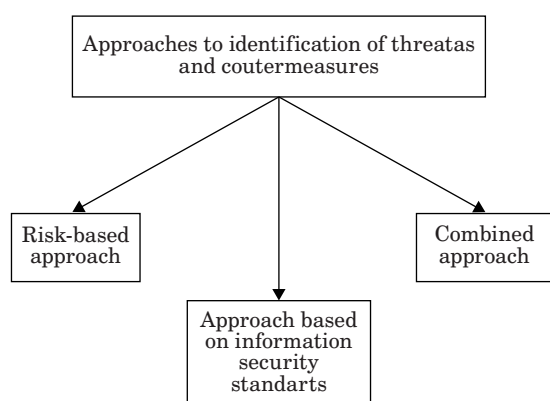 Approaches to identification of threatas
and coutermeasures
Risk-based
approach
Combined
approach
Approach based
on information
security
standarts